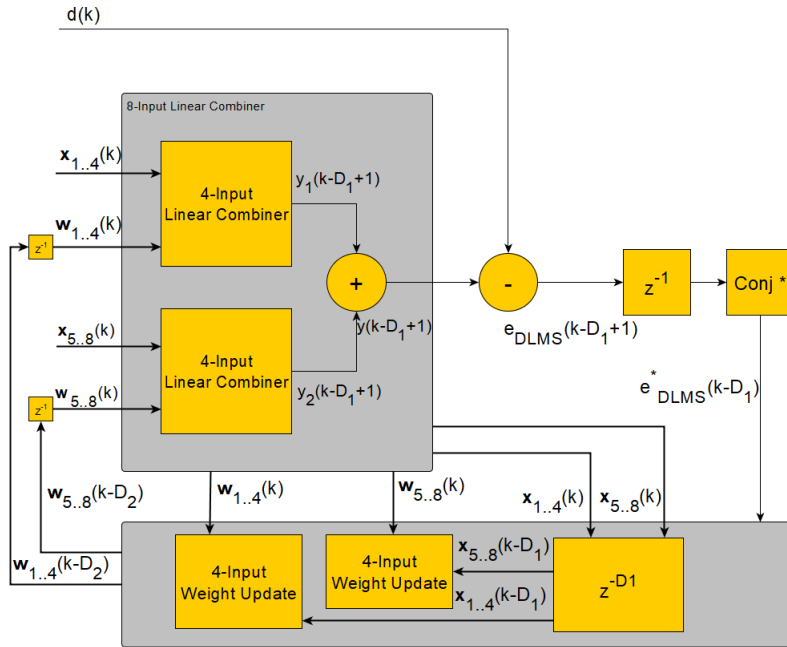 d(k)
8-Input Linear Combiner
x1..4(k)
4-Input
Linear Combiner
y1(k-D1+1)
w1..4(k)
z-1
+
-
z-1
Conj *
x5..8(k)
4-Input
Linear Combiner
y(k-D1+1)
eDLMS(k-D1+1)
w5..8(k)
z-1
y2(k-D1+1)
e*DLMS(k-D1)
w5..8(k-D2)
w1..4(k)
w5..8(k)
x1..4(k)
x5..8(k)
w1..4(k-D2)
4-Input
Weight Update
4-Input
Weight Update
x5..8(k-D1)
x1..4(k-D1)
z-D1